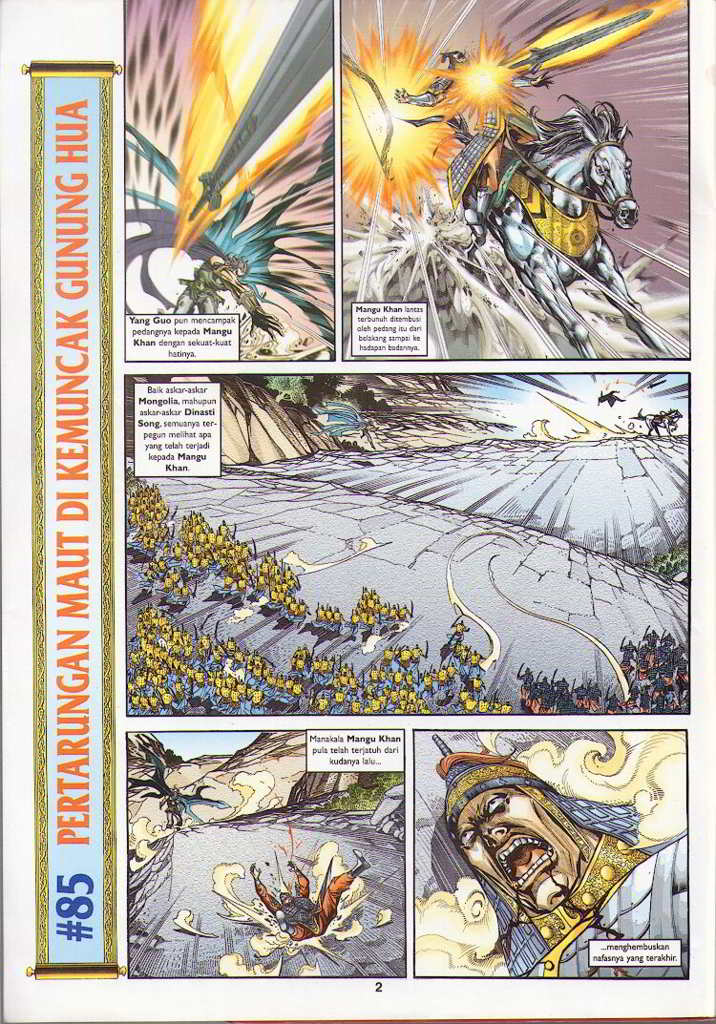 #85 PERTARUNGAN MAUT DI KEMUNCAK GUNUNG HUA
Yang Guo pun mencampak
pedangnya kepada Mangu
Khan dengan sekuat-kuat
hatinya.
Mangu Khan lantas
terbunuh ditembusi
oleh pedang itu dari
belakang sampai ke
hadapan badannya.
Baik askar-askar
Mongolia, mahupun
askar-askar Dinasti
Song, semuanya ter-
pegun melihat apa
yang telah terjadi
kepada Mangu
Khan.
Manakala Mangu Khan
pula telah terjatuh dari
kudanya lalu...
...menghembuskan
nafasnya yang terakhir.
2